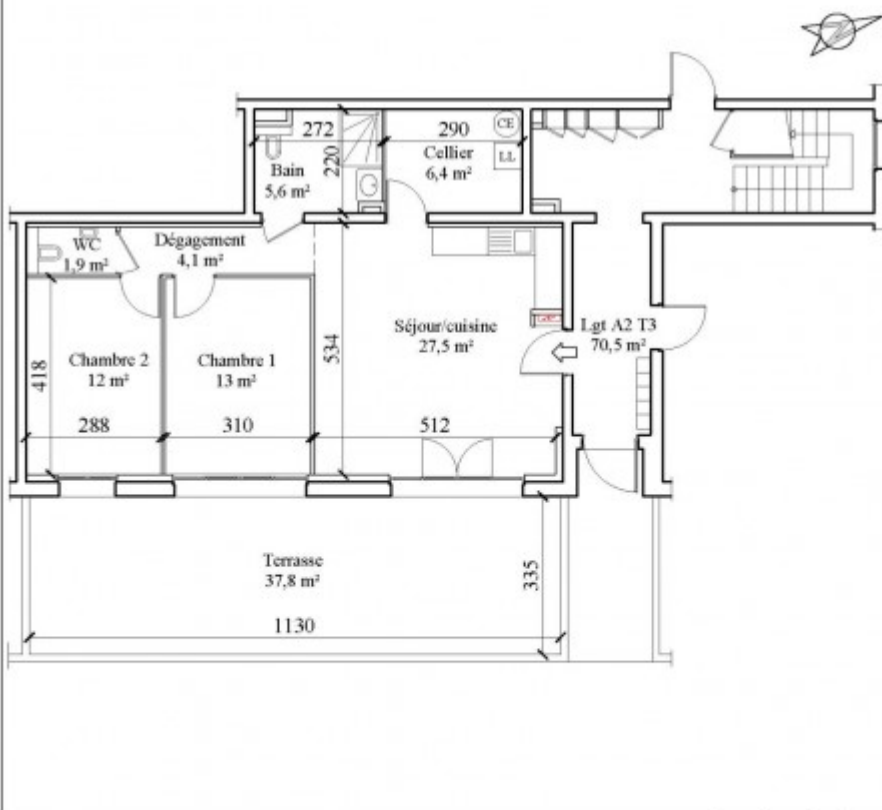 272
220
Bain
5,6 m²
290
Cellier
6,4 m²
CE
LL
WC
1,9 m²
Dégagement
4,1 m²
Séjour/cuisine
27,5 m²
534
512
Lgt A2 T3
70,5 m²
Chambre 2
12 m²
418
288
Chambre 1
13 m²
310
Terrasse
37,8 m²
335
1130